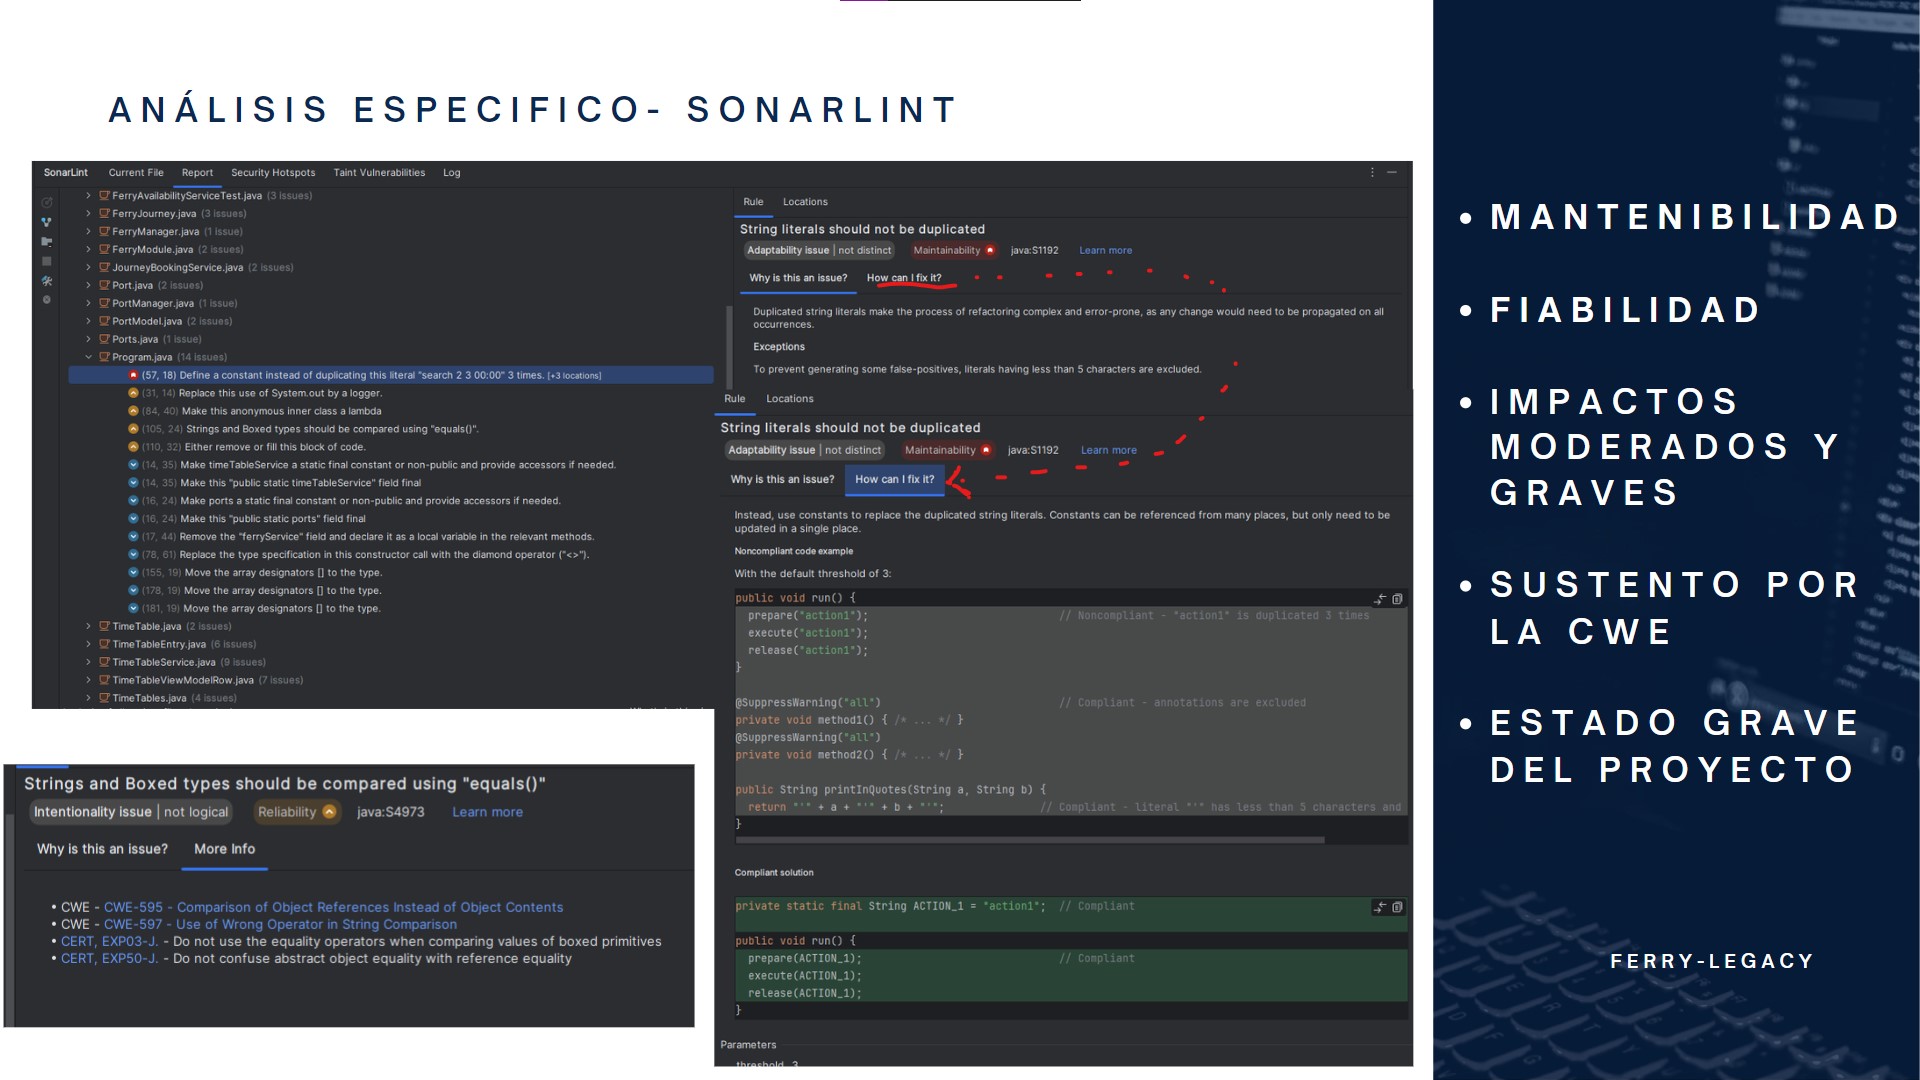 ANÁLISIS ESPECIFICO- SONARLINT
SonarLint Current File Report Security Hotspots Taint Vulnerabilities Log
FerryAvailabilityServiceTest.java (3 issues)
FerryJourney.java (3 issues)
FerryManager.java (1 issue)
FerryModule.java (2 issues)
JourneyBookingService.java (2 issues)
Port.java (2 issues)
PortManager.java (1 issue)
PortModel.java (2 issues)
Ports.java (1 issue)
Program.java (14 issues)
(57, 18) Define a constant instead of duplicating this literal "search 2 3 00:00" 3 times. [+3 locations]
(31, 14) Replace this use of System.out by a logger.
(84, 40) Make this anonymous inner class a lambda
(105, 24) Strings and Boxed types should be compared using "equals()".
(110, 32) Either remove or fill this block of code.
(14, 35) Make timeTableService a static final constant or non-public and provide accessors if needed.
(14, 35) Make this "public static timeTableService" field final
(16, 24) Make ports a static final constant or non-public and provide accessors if needed.
(16, 24) Make this "public static ports" field final
(17, 44) Remove the "ferryService" field and declare it as a local variable in the relevant methods.
(78, 61) Replace the type specification in this constructor call with the diamond operator ("<>").
(155, 19) Move the array designators [] to the type.
(178, 19) Move the array designators [] to the type.
(181, 19) Move the array designators [] to the type.
TimeTable.java (2 issues)
TimeTableEntry.java (6 issues)
TimeTableService.java (9 issues)
TimeTableViewModelRow.java (7 issues)
TimeTables.java (4 issues)
Rule Locations
String literals should not be duplicated
Adaptability issue | not distinct Maintainability java:S1192 Learn more
Why is this an issue? How can I fix it?
Duplicated string literals make the process of refactoring complex and error-prone, as any change would need to be propagated on all
occurrences.
Exceptions
To prevent generating some false-positives, literals having less than 5 characters are excluded.
Rule Locations
String literals should not be duplicated
Adaptability issue | not distinct Maintainability java:S1192 Learn more
Why is this an issue? How can I fix it?
Instead, use constants to replace the duplicated string literals. Constants can be referenced from many places, but only need to be
updated in a single place.
Noncompliant code example
With the default threshold of 3:
public void run() {
prepare("action1"); // Noncompliant - "action1" is duplicated 3 times
execute("action1");
release("action1");
}
@SuppressWarning("all") // Compliant - annotations are excluded
private void method1() { /* ... */ }
@SuppressWarning("all")
private void method2() { /* ... */ }
public String printInQuotes(String a, String b) {
return "'" + a + "'" + b + "'"; // Compliant - literal "'" has less than 5 characters and
}
Compliant solution
private static final String ACTION_1 = "action1"; // Compliant
public void run() {
prepare(ACTION_1); // Compliant
execute(ACTION_1);
release(ACTION_1);
}
Parameters
threshold 3
Strings and Boxed types should be compared using "equals()"
Intentionality issue | not logical Reliability java:S4973 Learn more
Why is this an issue? More Info
• CWE - CWE-595 - Comparison of Object References Instead of Object Contents
• CWE - CWE-597 - Use of Wrong Operator in String Comparison
• CERT, EXP03-J. - Do not use the equality operators when comparing values of boxed primitives
• CERT, EXP50-J. - Do not confuse abstract object equality with reference equality
• MANTENIBILIDAD
• FIABILIDAD
• IMPACTOS
MODERADOS Y
GRAVES
• SUSTENTO POR
LA CWE
• ESTADO GRAVE
DEL PROYECTO
FERRY-LEGACY